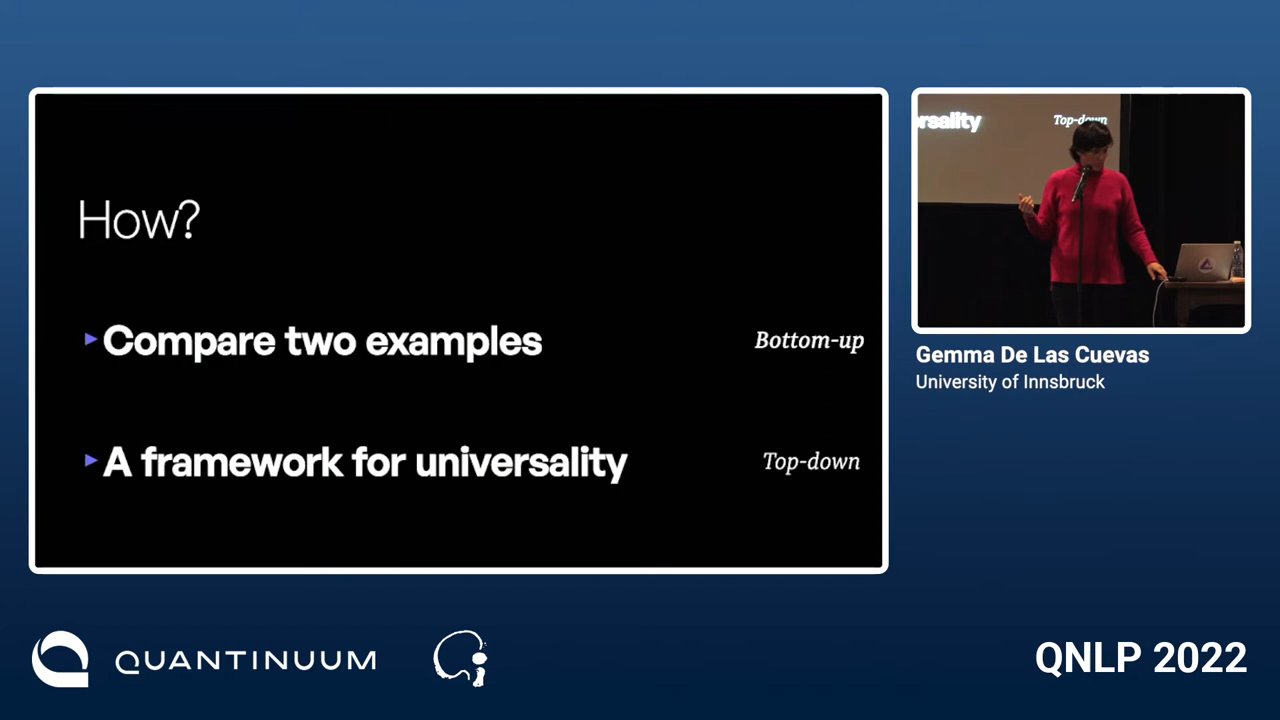 How?
Compare two examples
Bottom-up
A framework for universality
Top-down
rsality
Top-down
Gemma De Las Cuevas
University of Innsbruck
QUANTINUUM
QNLP 2022